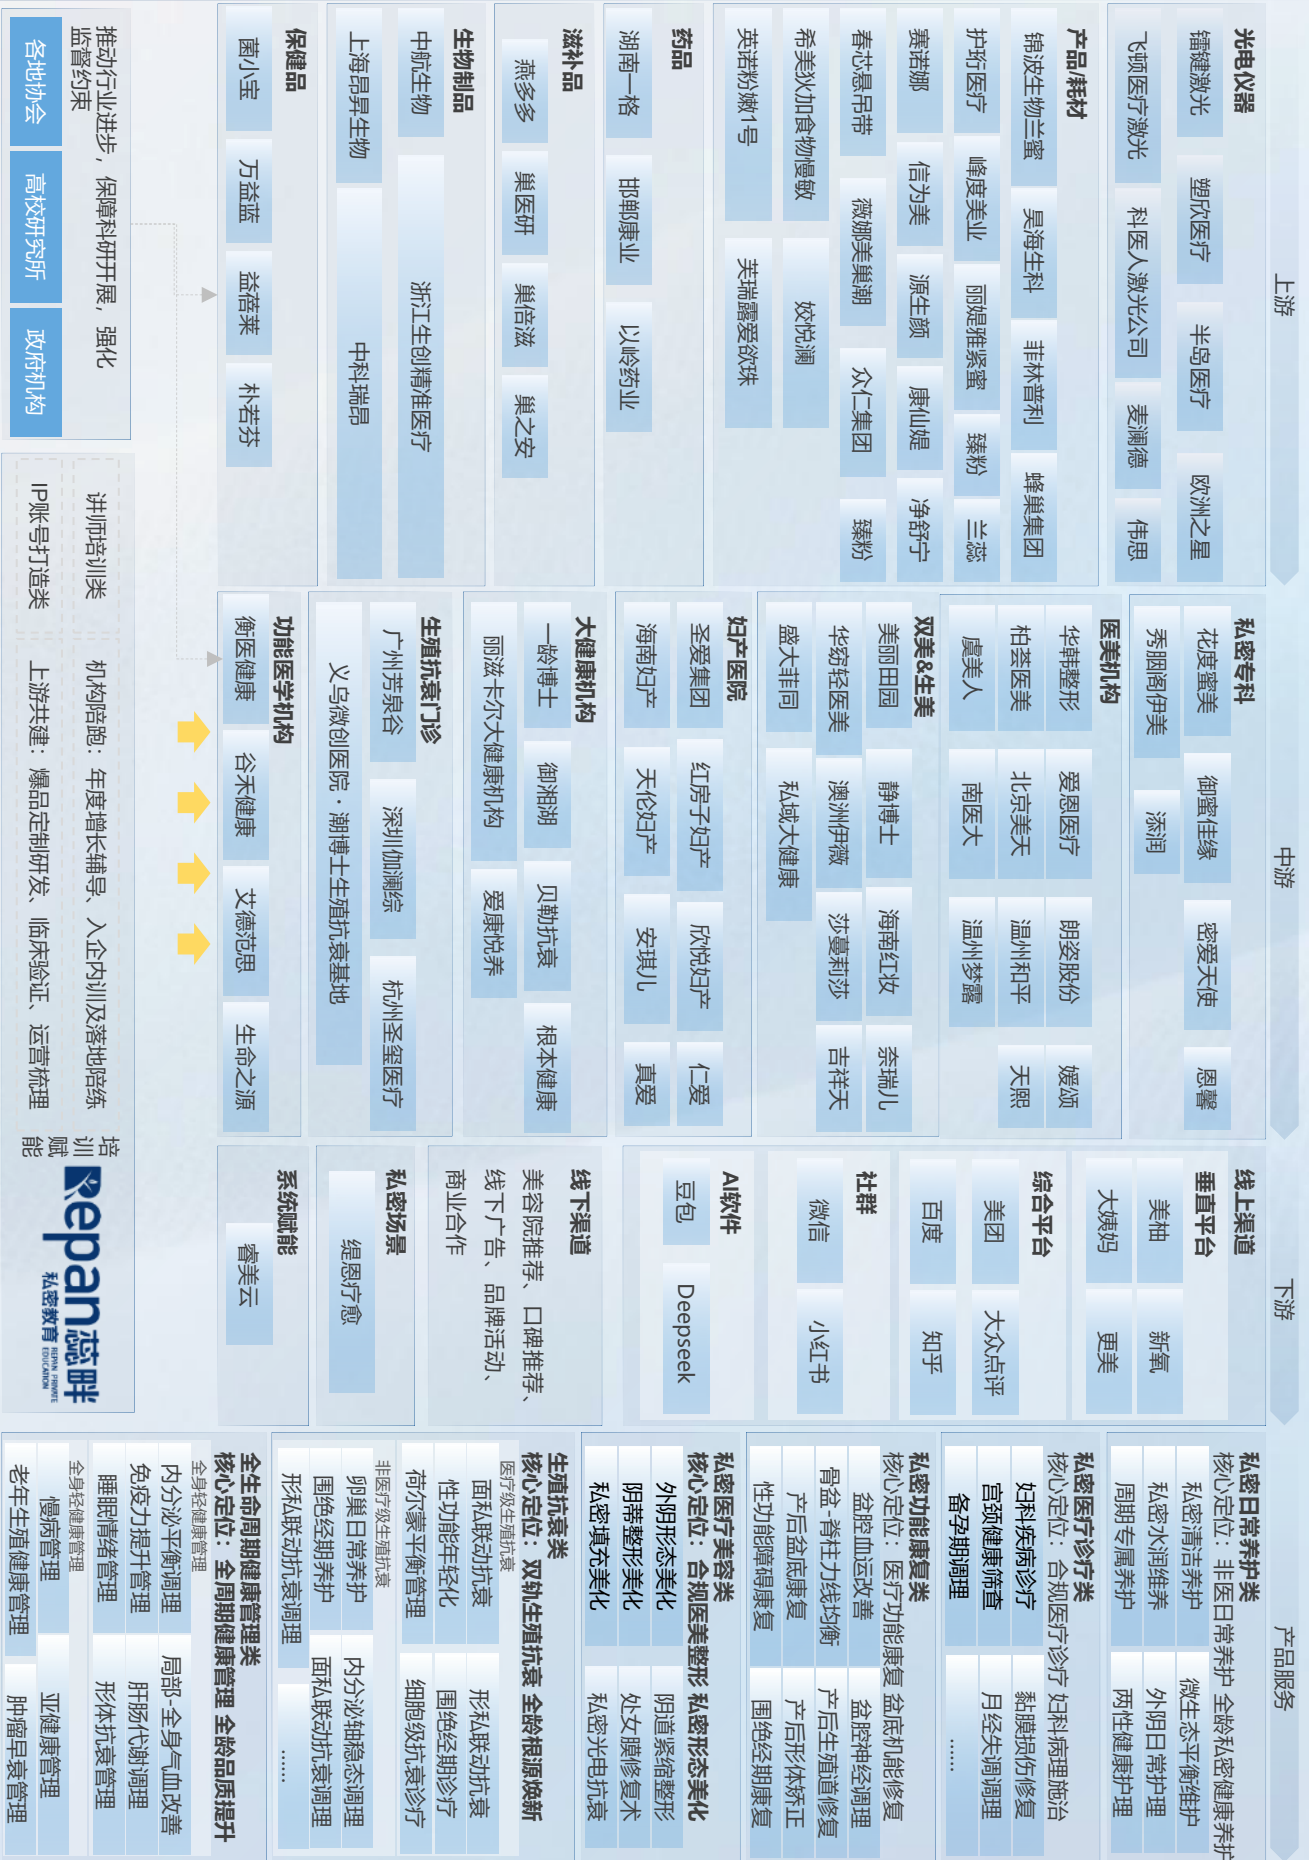 上游
中游
下游
产品服务
光电仪器
镭键激光
塑欣医疗
半岛医疗
欧洲之星
飞顿医疗激光
科医人激光公司
麦澜德
伟思
产品/耗材
锦波生物兰蜜
昊海生科
菲林普利
蜂巢集团
护珩医疗
峰度美业
丽媞雅紧蜜
臻粉
兰蕊
赛诺娜
信为美
源生颜
康仙媞
净舒宁
春芯悬吊带
薇娜美巢潮
众仁集团
臻粉
希美狄加食物慢敏
姣悦澜
英诺粉嫩1号
芙瑞露爱欲珠
药品
湖南一格
邯郸康业
以岭药业
滋补品
燕多多
巢医研
巢倍滋
巢之安
生物制品
中航生物
浙江生创精准医疗
上海昂昇生物
中科瑞昂
保健品
菌小宝
万益蓝
益蓓莱
朴若芬
推动行业进步，保障科研开展，强化
监督约束
各地协会
高校研究所
政府机构
私密专科
花度蜜美
御蜜佳缘
密爱天使
恩馨
秀胭阁伊美
添润
医美机构
华韩整形
爱恩医疗
朗姿股份
媛颂
柏荟医美
北京美天
温州和平
天熙
虞美人
南医大
温州梦露
双美&生美
美丽田园
静博士
海南红妆
奈瑞儿
华窈轻医美
澳洲伊薇
莎蔓莉莎
吉祥天
盛大非同
私域大健康
妇产医院
圣爱集团
红房子妇产
欣悦妇产
仁爱
海南妇产
天伦妇产
安琪儿
真爱
大健康机构
一龄博士
御湘湖
贝勒抗衰
根本健康
丽滋卡尔大健康机构
爱康悦养
生殖抗衰门诊
广州芳泉谷
深圳伽澜综
杭州圣玺医疗
义乌微创医院·潮博士生殖抗衰基地
功能医学机构
衡医健康
谷禾健康
艾德范思
生命之源
讲师培训类
机构陪跑：年度增长辅导、入企内训及落地陪练
IP账号打造类
上游共建：爆品定制研发、临床验证、运营梳理
培训赋能
Repan蕊畔
私密教育 REPAN PRIVATE EDUCATION
线上渠道
垂直平台
美柚
新氧
大姨妈
更美
综合平台
美团
大众点评
百度
知乎
社群
微信
小红书
AI软件
豆包
Deepseek
线下渠道
美容院推荐、口碑推荐、
线下广告、品牌活动、
商业合作
私密场景
缇恩疗愈
系统赋能
睿美云
私密日常养护类
核心定位：非医日常养护 全龄私密健康养护
私密清洁养护
微生态平衡维护
私密水润维养
外阴日常护理
周期专属养护
两性健康护理
私密医疗诊疗类
核心定位：合规医疗诊疗 妇科病理施治
妇科疾病诊疗
黏膜损伤修复
宫颈健康筛查
月经失调调理
备孕期调理
……
私密功能康复类
核心定位：医疗功能康复 盆底机能修复
盆腔血运改善
盆腔神经调理
骨盆-脊柱力线均衡
产后生殖道修复
产后盆底康复
产后形体矫正
性功能障碍康复
围绝经期康复
私密医疗美容类
核心定位：合规医美整形 私密形态美化
外阴形态美化
阴道紧缩整形
阴蒂整形美化
处女膜修复术
私密填充美化
私密光电抗衰
生殖抗衰类
核心定位：双轨生殖抗衰 全龄根源焕新
医疗级生殖抗衰
面私联动抗衰
形私联动抗衰
性功能年轻化
围绝经期诊疗
荷尔蒙平衡管理
细胞级抗衰诊疗
非医疗级生殖抗衰
卵巢日常养护
内分泌轴稳态调理
围绝经期养护
面私联动抗衰调理
形私联动抗衰调理
……
全生命周期健康管理类
核心定位：全周期健康管理 全龄品质提升
全身轻健康管理
内分泌平衡调理
局部-全身气血改善
免疫力提升管理
肝肠代谢调理
睡眠情绪管理
形体抗衰管理
全身轻健康管理
慢病管理
亚健康管理
老年生殖健康管理
肿瘤早衰管理